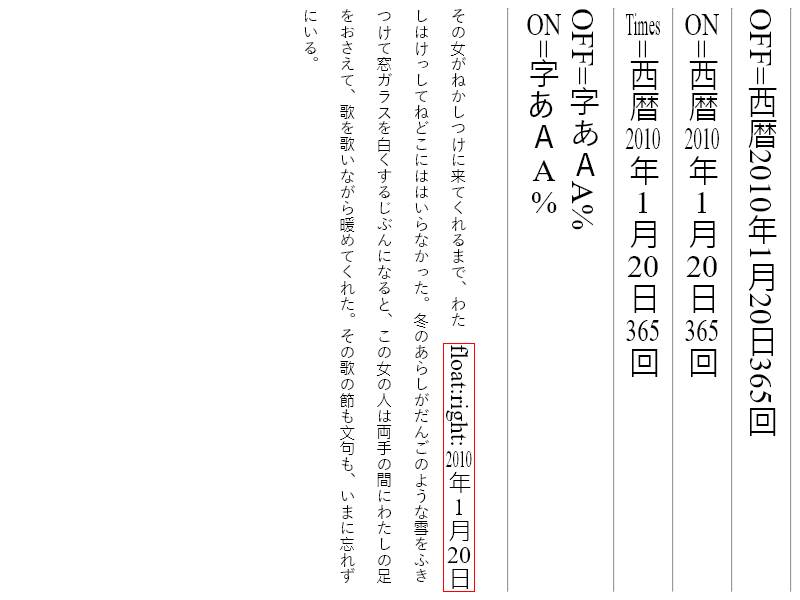 OFF=西暦2010年1月20日365回
ON=西暦2010年1月20日365回
Times=西暦2010年1月20日365回
OFF=字あＡA%
ON=字あＡA%
その女がねかしつけに来てくれるまで、わた
float:right: 2010年1月20日
しはけっしてねどこにははいらなかった。冬のあらしがだんごのような雪をふき
つけて窓ガラスを白くするじぶんになると、この女の人は両手の間にわたしの足
をおさえて、歌を歌いながら暖めてくれた。その歌の節も文句も、いまに忘れず
にいる。